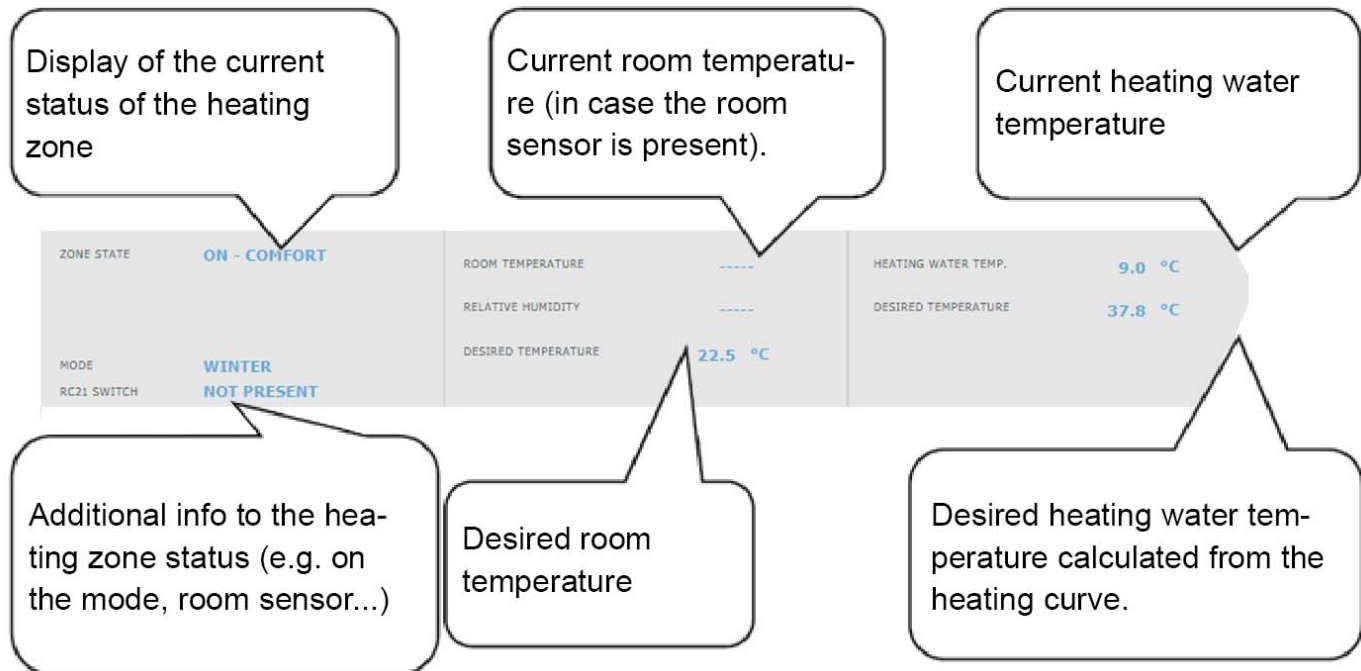 Display of the current
status of the heating
zone
Current room temperatu-
re (in case the room
sensor is present).
Current heating water
temperature
ZONE STATE ON - COMFORT
MODE WINTER
RC21 SWITCH NOT PRESENT
ROOM TEMPERATURE -----
RELATIVE HUMIDITY -----
DESIRED TEMPERATURE 22.5 °C
HEATING WATER TEMP. 9.0 °C
DESIRED TEMPERATURE 37.8 °C
Additional info to the hea-
ting zone status (e.g. on
the mode, room sensor...)
Desired room
temperature
Desired heating water tem-
perature calculated from the
heating curve.